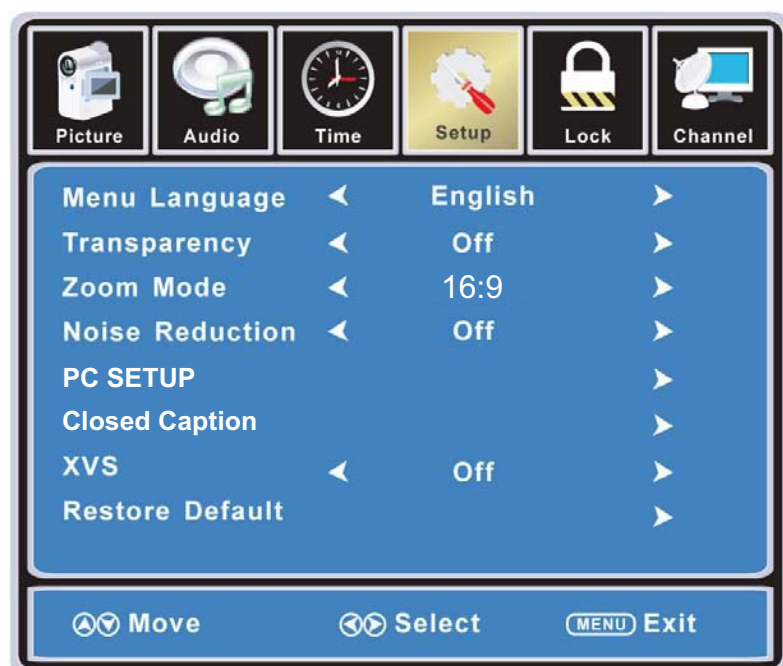 Picture Audio Time Setup Lock Channel
Menu Language English
Transparency Off
Zoom Mode 16:9
Noise Reduction Off
PC SETUP
Closed Caption
XVS Off
Restore Default
Move Select MENU Exit